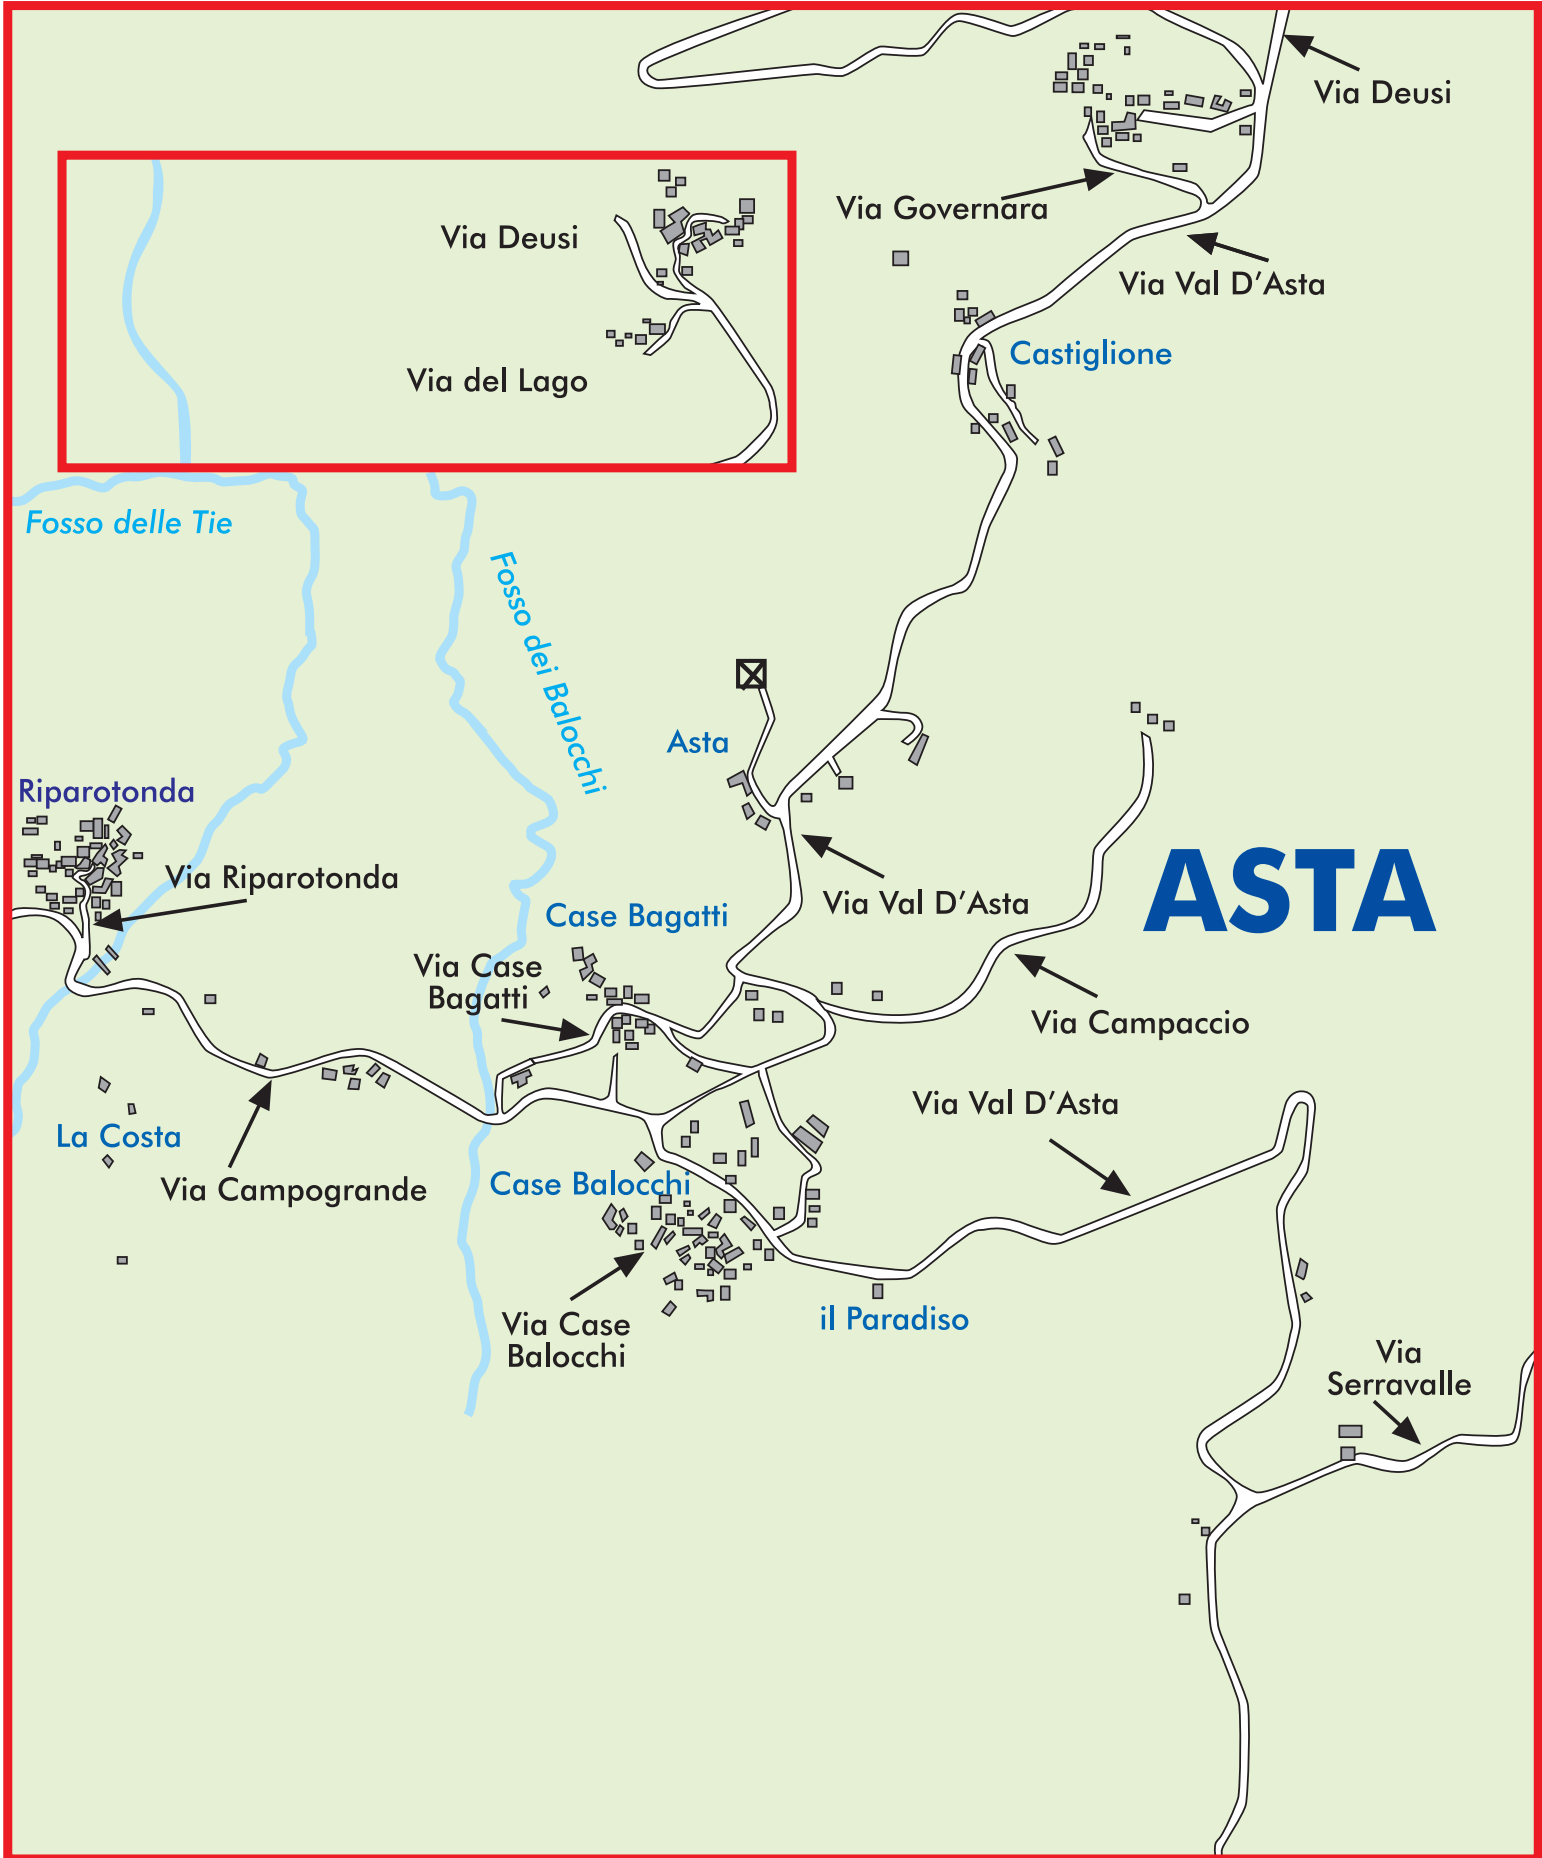 Via Deusi
Via Governara
Via Deusi
Via Val D'Asta
Castiglione
Via del Lago
Fosso delle Tie
Fosso dei Balocchi
Asta
Riparotonda
Via Riparotonda
ASTA
Via Val D'Asta
Case Bagatti
Via Case
Bagatti
Via Campaccio
Via Val D'Asta
La Costa
Via Campogrande
Case Balocchi
il Paradiso
Via Case
Balocchi
Via
Serravalle